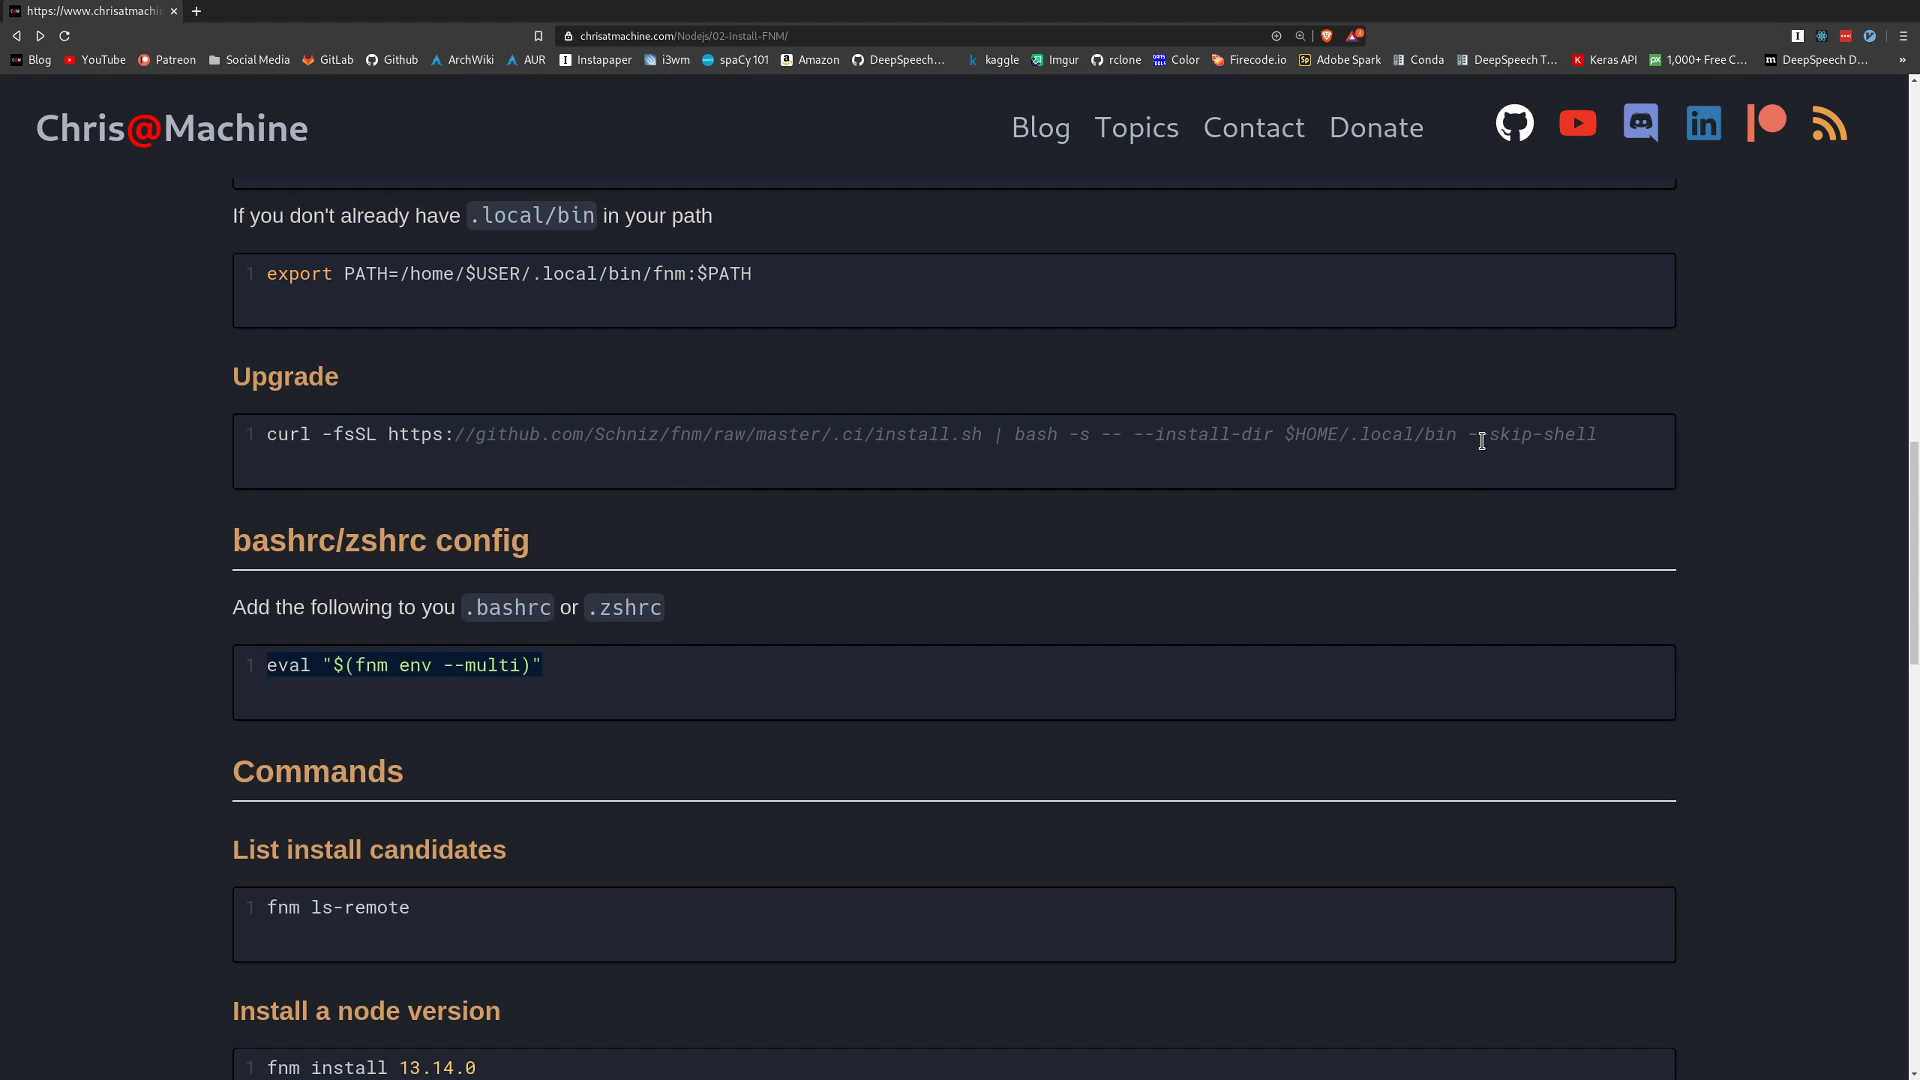 https://www.chrisatmachin
chrisatmachine.com/Nodejs/02-Install-FNM/
Blog YouTube Patreon Social Media GitLab Github ArchWiki AUR Instapaper i3wm spaCy 101 Amazon DeepSpeech... kaggle Imgur rclone Color Firecode.io Adobe Spark Conda DeepSpeech T... Keras API 1,000+ Free C... DeepSpeech D... »
Chris@Machine Blog Topics Contact Donate
If you don't already have .local/bin in your path
1 export PATH=/home/$USER/.local/bin/fnm:$PATH
Upgrade
1 curl -fsSL https://github.com/Schniz/fnm/raw/master/.ci/install.sh | bash -s -- --install-dir $HOME/.local/bin --skip-shell
bashrc/zshrc config
Add the following to you .bashrc or .zshrc
1 eval "$(fnm env --multi)"
Commands
List install candidates
1 fnm ls-remote
Install a node version
1 fnm install 13.14.0